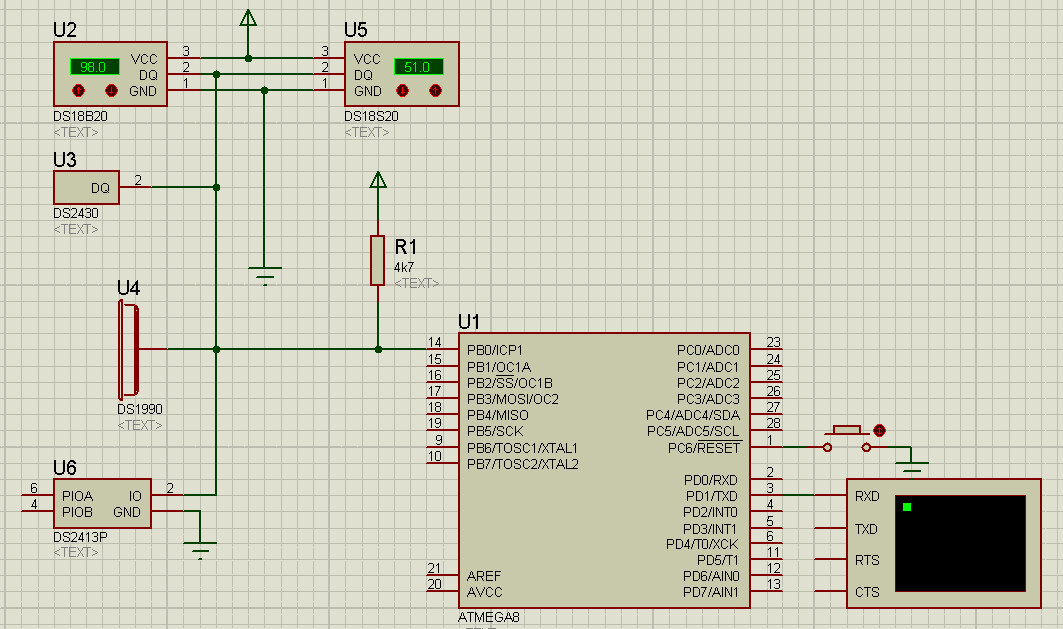 U2
3 VCC
98.0 2 DQ
1 GND
DS18B20
<TEXT>
U5
3 VCC
2 DQ 51.0
1 GND
DS18S20
<TEXT>
U3
DQ 2
DS2430
<TEXT>
R1
4k7
<TEXT>
U4
DS1990
<TEXT>
U6
6 PIOA IO 2
4 PIOB GND
DS2413P
<TEXT>
U1
14 PB0/ICP1 PC0/ADC0 23
15 PB1/OC1A PC1/ADC1 24
16 PB2/SS/OC1B PC2/ADC2 25
17 PB3/MOSI/OC2 PC3/ADC3 26
18 PB4/MISO PC4/ADC4/SDA 27
19 PB5/SCK PC5/ADC5/SCL 28
9 PB6/TOSC1/XTAL1 PC6/RESET 1
10 PB7/TOSC2/XTAL2
PD0/RXD 2
PD1/TXD 3
PD2/INT0 4
PD3/INT1 5
PD4/T0/XCK 6
PD5/T1 11
21 AREF PD6/AIN0 12
20 AVCC PD7/AIN1 13
ATMEGA8
RXD
TXD
RTS
CTS